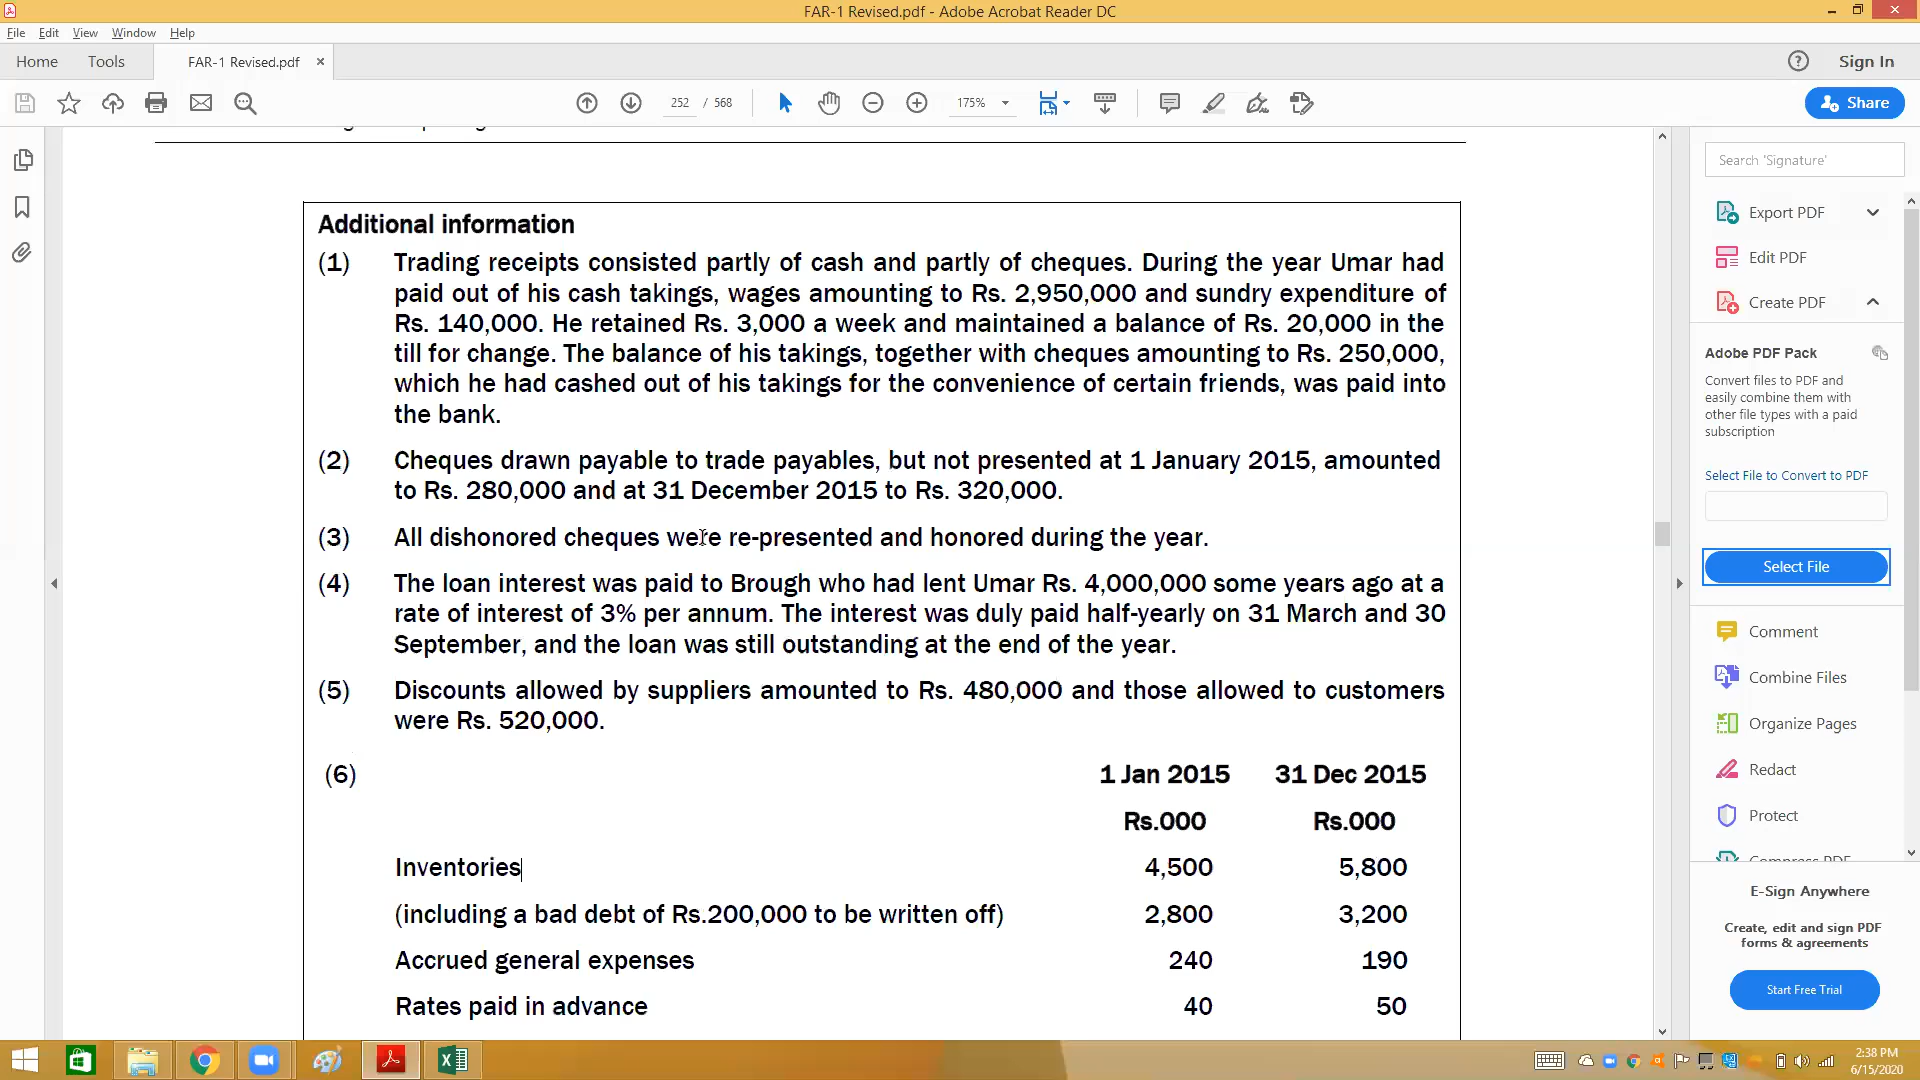 FAR-1 Revised.pdf - Adobe Acrobat Reader DC
File Edit View Window Help
Home Tools FAR-1 Revised.pdf × Sign In
252 / 568 175% Share
Additional information
(1) Trading receipts consisted partly of cash and partly of cheques. During the year Umar had
paid out of his cash takings, wages amounting to Rs. 2,950,000 and sundry expenditure of
Rs. 140,000. He retained Rs. 3,000 a week and maintained a balance of Rs. 20,000 in the
till for change. The balance of his takings, together with cheques amounting to Rs. 250,000,
which he had cashed out of his takings for the convenience of certain friends, was paid into
the bank.
(2) Cheques drawn payable to trade payables, but not presented at 1 January 2015, amounted
to Rs. 280,000 and at 31 December 2015 to Rs. 320,000.
(3) All dishonored cheques were re-presented and honored during the year.
(4) The loan interest was paid to Brough who had lent Umar Rs. 4,000,000 some years ago at a
rate of interest of 3% per annum. The interest was duly paid half-yearly on 31 March and 30
September, and the loan was still outstanding at the end of the year.
(5) Discounts allowed by suppliers amounted to Rs. 480,000 and those allowed to customers
were Rs. 520,000.
(6) 1 Jan 2015 31 Dec 2015
Rs.000 Rs.000
Inventories 4,500 5,800
(including a bad debt of Rs.200,000 to be written off) 2,800 3,200
Accrued general expenses 240 190
Rates paid in advance 40 50
Search 'Signature'
Export PDF
Edit PDF
Create PDF
Adobe PDF Pack
Convert files to PDF and
easily combine them with
other file types with a paid
subscription
Select File to Convert to PDF
Select File
Comment
Combine Files
Organize Pages
Redact
Protect
Compress PDF
E-Sign Anywhere
Create, edit and sign PDF
forms & agreements
Start Free Trial
2:38 PM
6/15/2020